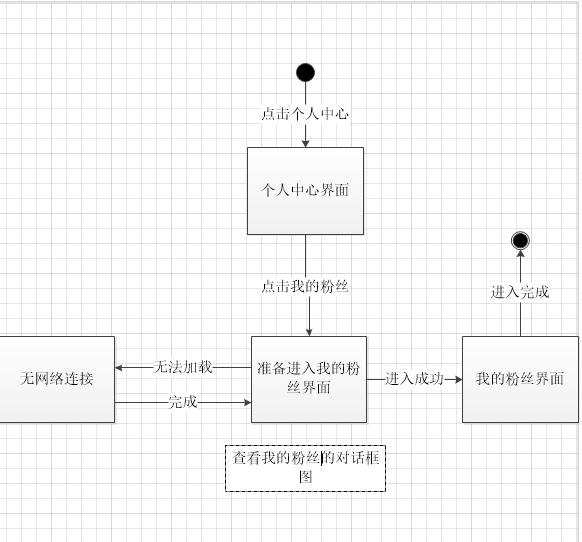 点击个人中心
个人中心界面
点击我的粉丝
进入完成
无网络连接
无法加载
完成
准备进入我的粉
丝界面
进入成功
我的粉丝界面
查看我的粉丝的对话框
图